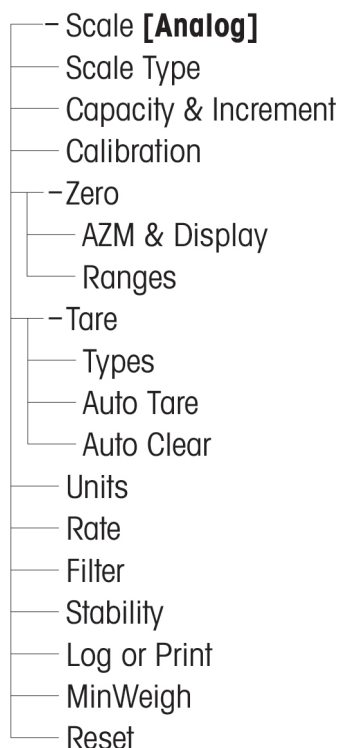 – Scale [Analog]
Scale Type
Capacity & Increment
Calibration
– Zero
AZM & Display
Ranges
– Tare
Types
Auto Tare
Auto Clear
Units
Rate
Filter
Stability
Log or Print
MinWeigh
Reset